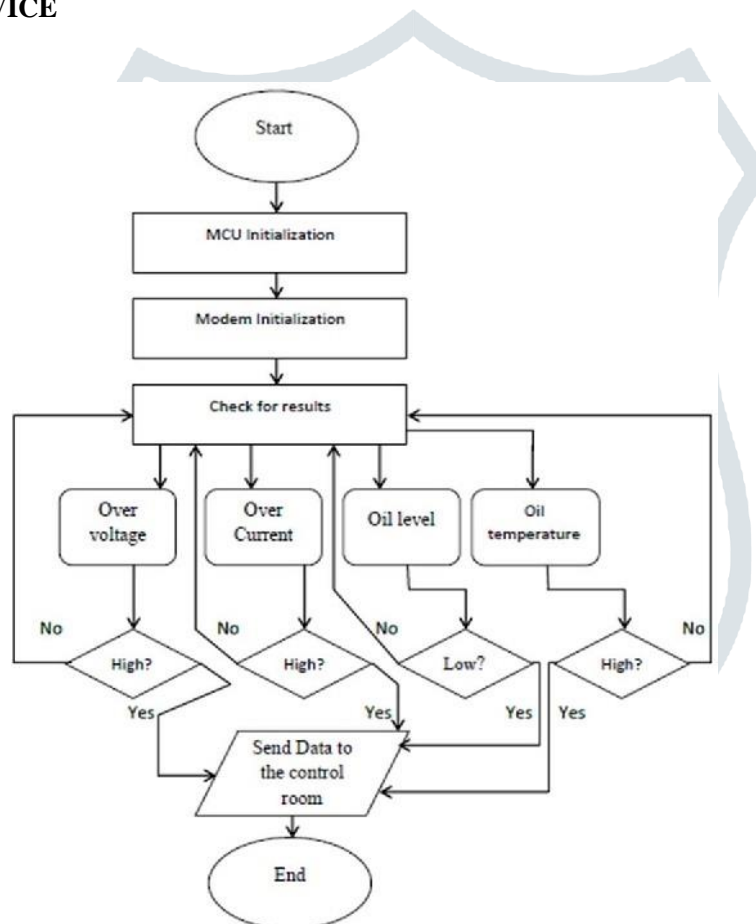 VICE
Start
MCU Initialization
Modem Initialization
Check for results
Over
voltage
Over
Current
Oil level
Oil
temperature
No
No
No
No
High?
High?
Low?
High?
Yes
Yes
Yes
Yes
Send Data to
the control
room
End